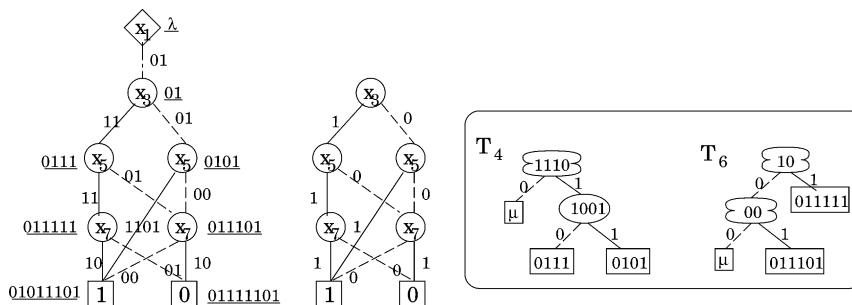 x1 λ
01
x3 01
11 01
0111 x5 x5 0101
11 01 00
011111 x7 1101 x7 011101
10 00 01 10
01011101 1 0 01111101
x3
1 0
x5 x5
1 0 0
x7 1 x7
1 0 0 1
1 0
T4
1110
0 1
μ 1001
0 1
0111 0101
T6
10
0 1
00 011111
0 1
μ 011101